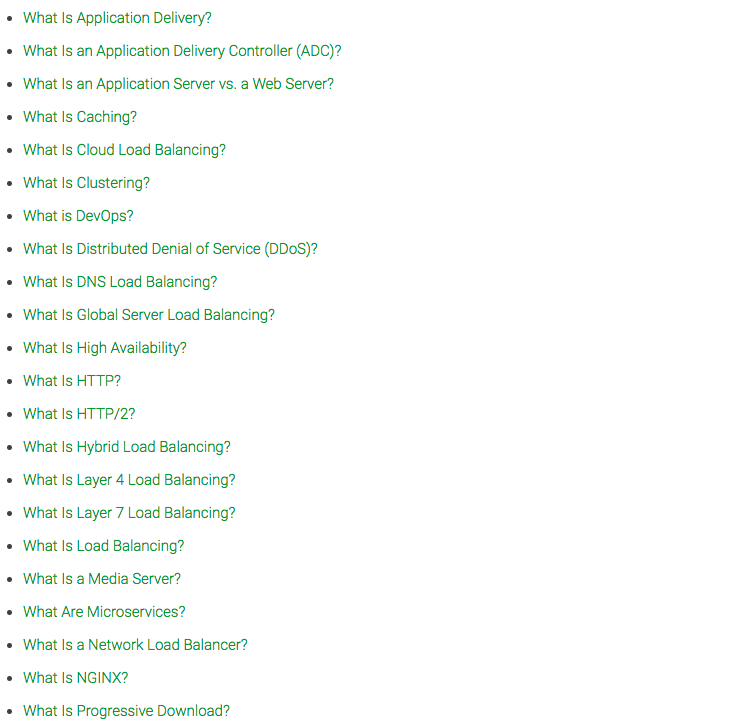 What Is Application Delivery?
What Is an Application Delivery Controller (ADC)?
What Is an Application Server vs. a Web Server?
What Is Caching?
What Is Cloud Load Balancing?
What Is Clustering?
What is DevOps?
What Is Distributed Denial of Service (DDoS)?
What Is DNS Load Balancing?
What Is Global Server Load Balancing?
What Is High Availability?
What Is HTTP?
What Is HTTP/2?
What Is Hybrid Load Balancing?
What Is Layer 4 Load Balancing?
What Is Layer 7 Load Balancing?
What Is Load Balancing?
What Is a Media Server?
What Are Microservices?
What Is a Network Load Balancer?
What Is NGINX?
What Is Progressive Download?